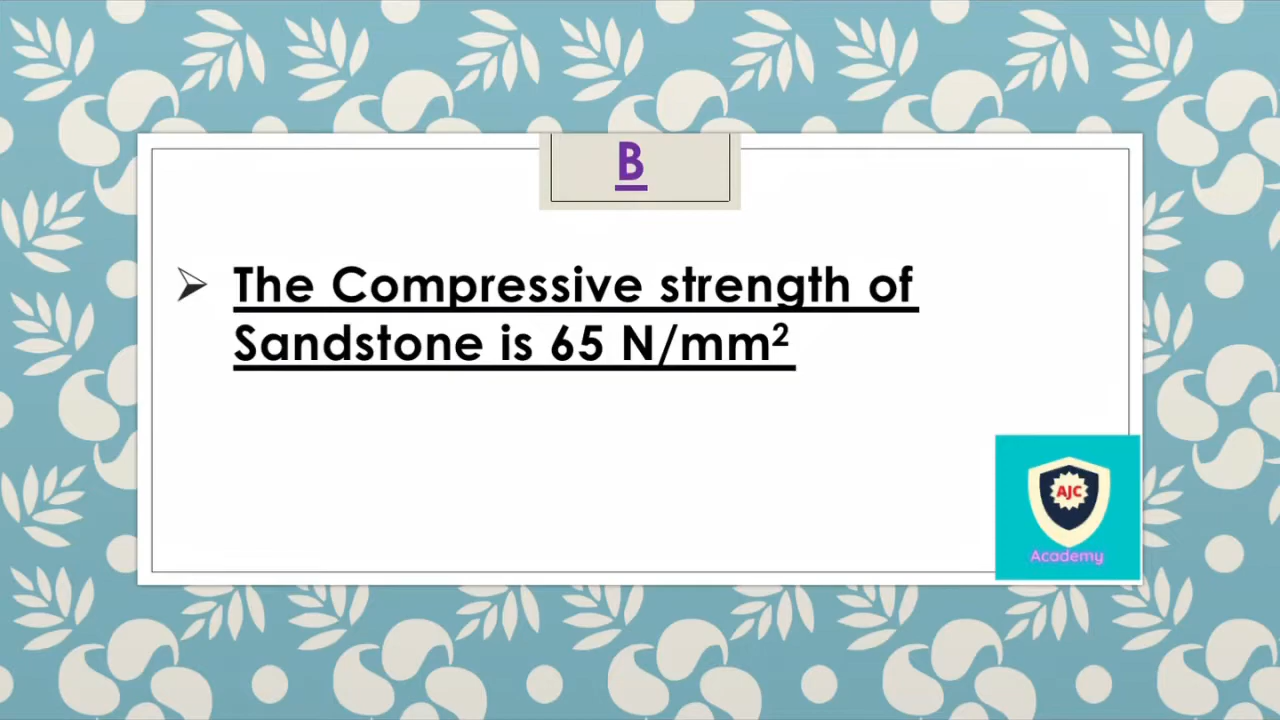 B
➢ The Compressive strength of
Sandstone is 65 N/mm²
AJC
Academy